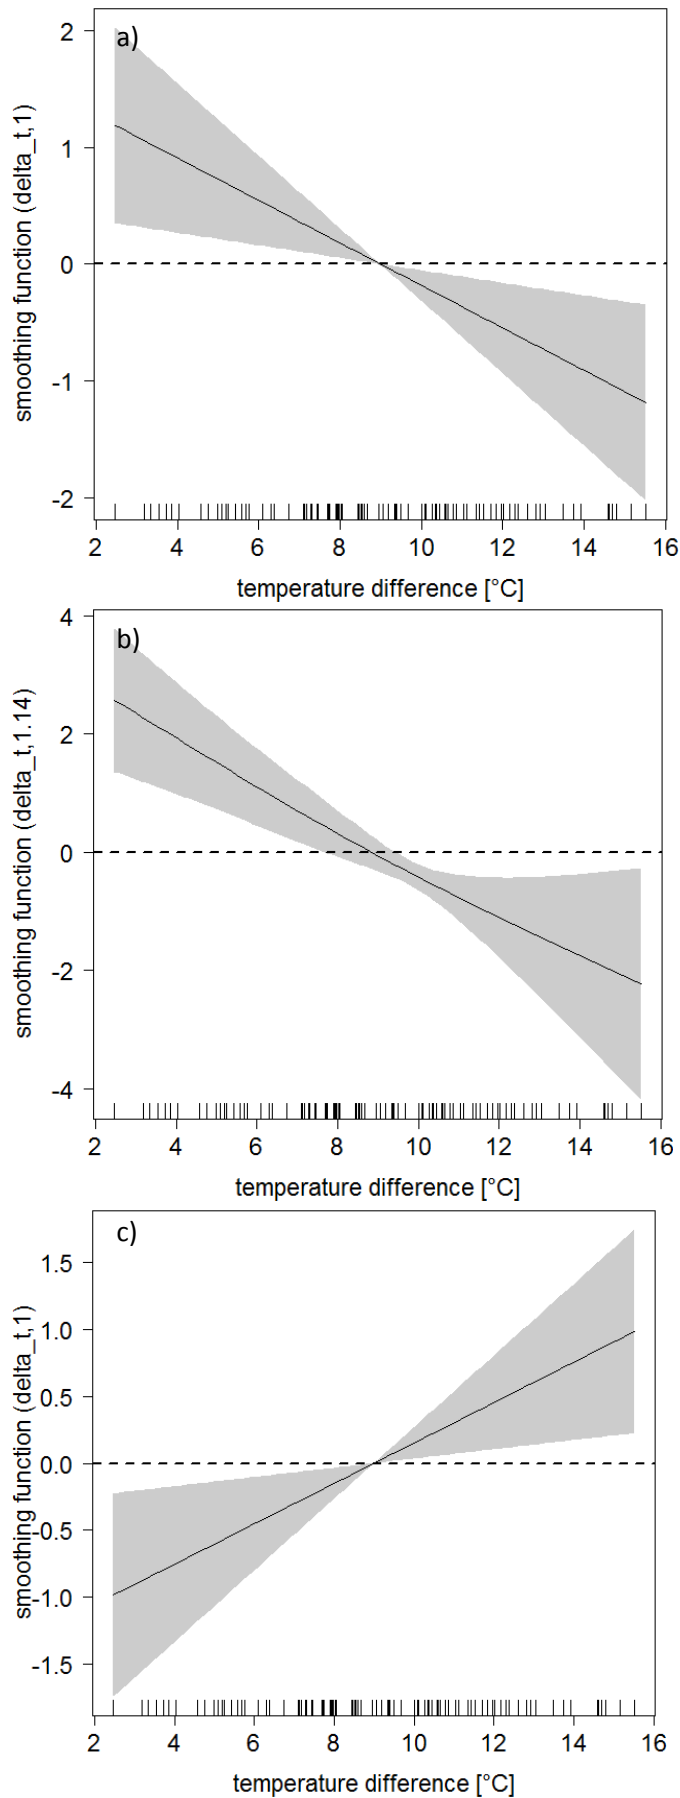 a)
smoothing function (delta_t,1)
2
1
0
-1
-2
2 4 6 8 10 12 14 16
temperature difference [°C]
b)
smoothing function (delta_t,1.14)
4
2
0
-2
-4
2 4 6 8 10 12 14 16
temperature difference [°C]
c)
smoothing function (delta_t,1)
1.5
1.0
0.5
0.0
-0.5
-1.0
-1.5
2 4 6 8 10 12 14 16
temperature difference [°C]